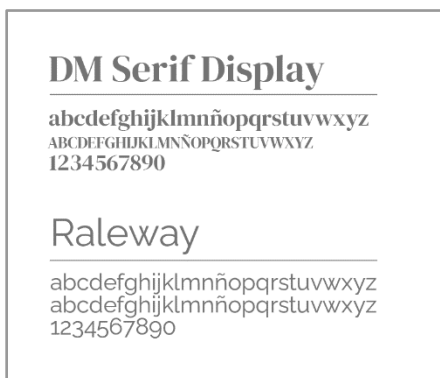 DM Serif Display
abcdefghijklmnñopqrstuvwxyz
ABCDEFGHIJKLMNÑOPQRSTUVWXYZ
1234567890
Raleway
abcdefghijklmnñopqrstuvwxyz
abcdefghijklmnñopqrstuvwxyz
1234567890